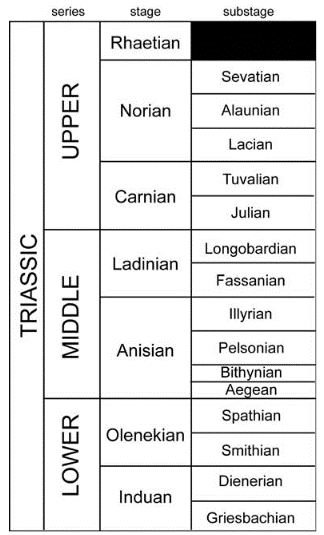 series stage substage
TRIASSIC
UPPER
Rhaetian
Norian
Sevatian
Alaunian
Lacian
Carnian
Tuvalian
Julian
MIDDLE
Ladinian
Longobardian
Fassanian
Anisian
Illyrian
Pelsonian
Bithynian
Aegean
LOWER
Olenekian
Spathian
Smithian
Induan
Dienerian
Griesbachian